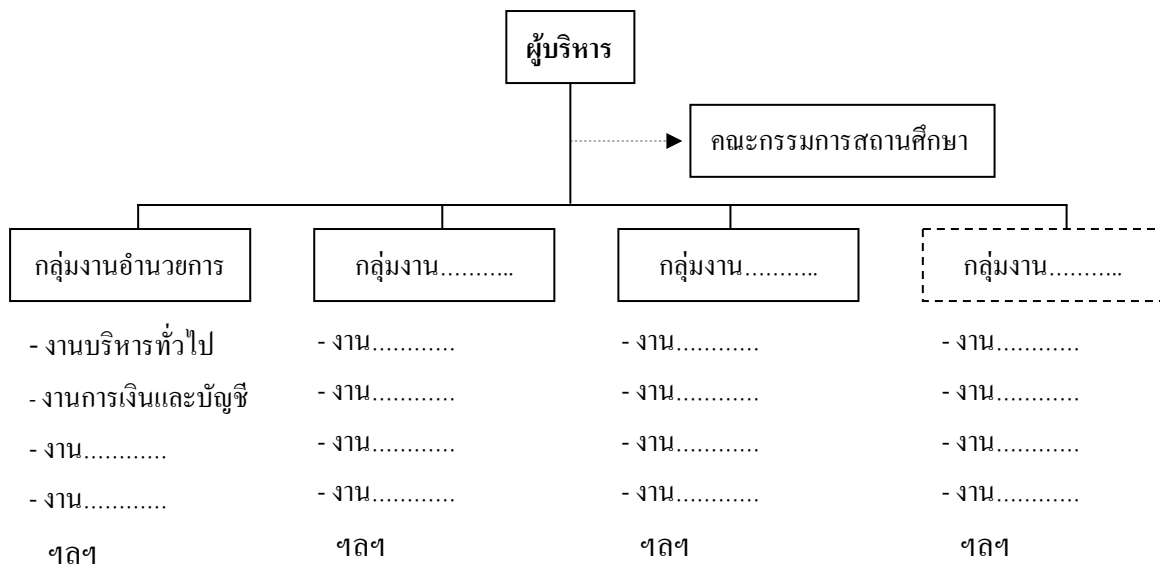 ผู้บริหาร
คณะกรรมการสถานศึกษา
กลุ่มงานอำนวยการ
- งานบริหารทั่วไป
- งานการเงินและบัญชี
- งาน............
- งาน............
ฯลฯ
กลุ่มงาน...........
- งาน............
- งาน............
- งาน............
- งาน............
ฯลฯ
กลุ่มงาน...........
- งาน............
- งาน............
- งาน............
- งาน............
ฯลฯ
กลุ่มงาน...........
- งาน............
- งาน............
- งาน............
- งาน............
ฯลฯ